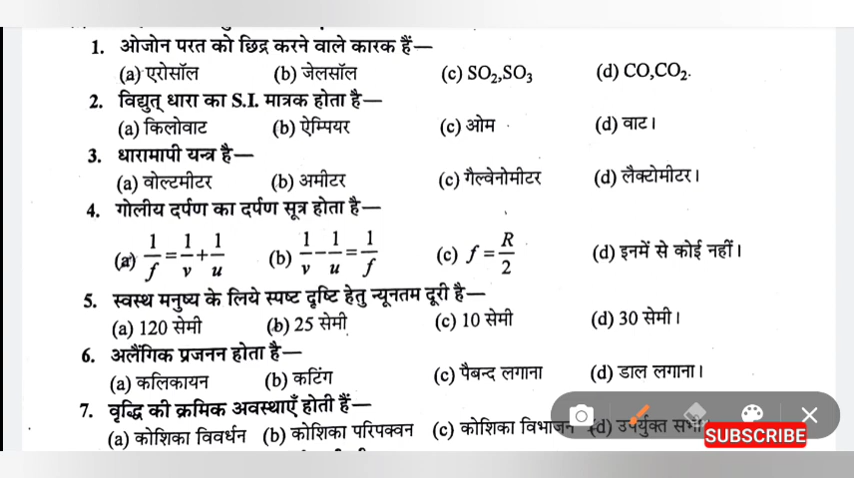 1. ओजोन परत को छिद्र करने वाले कारक हैं—
(a) एरोसॉल (b) जेलसॉल (c) SO₂,SO₃ (d) CO,CO₂.
2. विद्युत् धारा का S.I. मात्रक होता है—
(a) किलोवाट (b) ऐम्पियर (c) ओम (d) वाट।
3. धारामापी यन्त्र है—
(a) वोल्टमीटर (b) अमीटर (c) गैल्वेनोमीटर (d) लैक्टोमीटर।
4. गोलीय दर्पण का दर्पण सूत्र होता है—
(a) 1/f = 1/v + 1/u (b) 1/v − 1/u = 1/f (c) f = R/2 (d) इनमें से कोई नहीं।
5. स्वस्थ मनुष्य के लिये स्पष्ट दृष्टि हेतु न्यूनतम दूरी है—
(a) 120 सेमी (b) 25 सेमी (c) 10 सेमी (d) 30 सेमी।
6. अलैंगिक प्रजनन होता है—
(a) कलिकायन (b) कटिंग (c) पैबन्द लगाना (d) डाल लगाना।
7. वृद्धि की क्रमिक अवस्थाएँ होती हैं—
(a) कोशिका विवर्धन (b) कोशिका परिपक्वन (c) कोशिका विभाजन (d) उपर्युक्त सभी
SUBSCRIBE